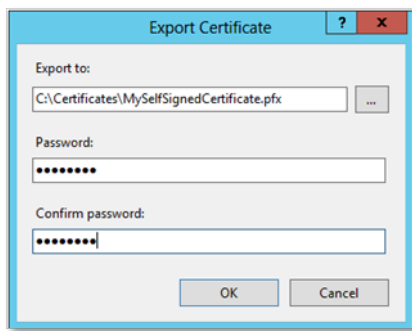 Export Certificate
? x
Export to:
C:\Certificates\MySelfSignedCertificate.pfx
...
Password:
●●●●●●●●
Confirm password:
●●●●●●●●
OK Cancel